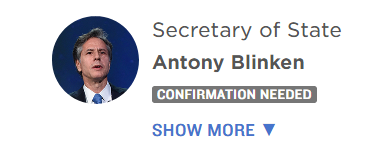 Secretary of State
Antony Blinken
CONFIRMATION NEEDED
SHOW MORE ▼